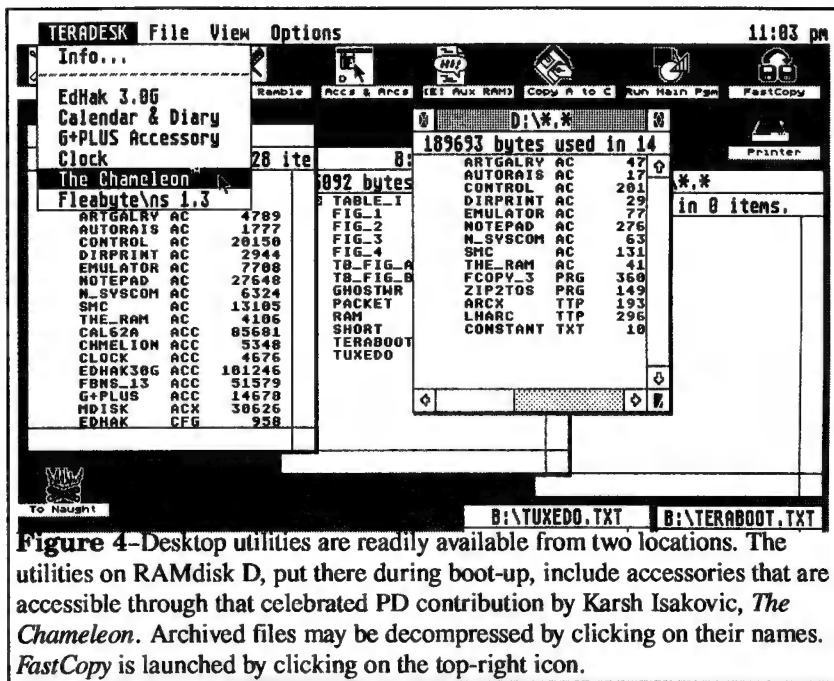 TERADESK File View Options 11:03 pm
Info...
EdHak 3.0G
Calendar & Diary
G+PLUS Accessory
Clock
The Chameleon™
Fleabyte\ns 1.3
Ramble
Accs & Arcs
(E) Aux RAM)
Copy A to C
Run Main Pgm
FastCopy
Printer
28 ite
ARTGALRY AC 4789
AUTORAIS AC 1777
CONTROL AC 20150
DIRPRINT AC 2944
EMULATOR AC 7708
NOTEPAD AC 27648
N_SYSCOM AC 6324
SMC AC 13105
THE_RAM AC 4106
CAL62A ACC 85681
CHMELION ACC 5348
CLOCK ACC 4676
EDHAK30G ACC 101246
FBNS_13 ACC 51579
G+PLUS ACC 14678
MDISK ACX 30626
EDHAK CFG 958
B:
6092 bytes
TABLE_I
FIG_1
FIG_2
FIG_3
FIG_4
TB_FIG_A
TB_FIG_B
GHOSTWR
PACKET
RAM
SHORT
TERABOOT
TUXEDO
D:\*.*
189693 bytes used in 14
ARTGALRY AC 47
AUTORAIS AC 17
CONTROL AC 201
DIRPRINT AC 29
EMULATOR AC 77
NOTEPAD AC 276
N_SYSCOM AC 63
SMC AC 131
THE_RAM AC 41
FCOPY_3 PRG 360
ZIP2TOS PRG 149
ARCX TTP 193
LHARC TTP 296
CONSTANT TXT 10
\*.*
in 0 items.
To Naught
B:\TUXEDO.TXT
B:\TERABOOT.TXT
Figure 4–Desktop utilities are readily available from two locations. The
utilities on RAMdisk D, put there during boot-up, include accessories that are
accessible through that celebrated PD contribution by Karsh Isakovic, The
Chameleon. Archived files may be decompressed by clicking on their names.
FastCopy is launched by clicking on the top-right icon.